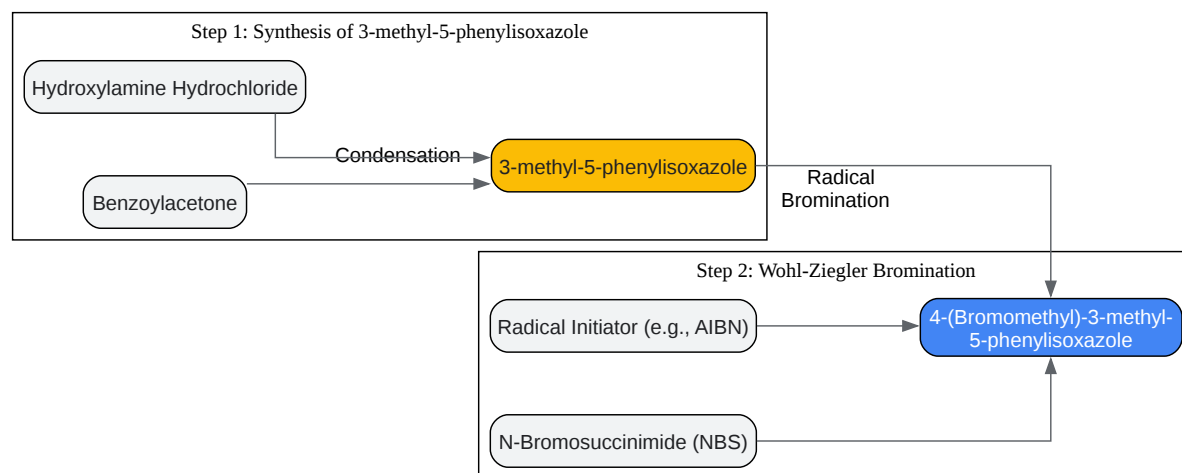 Step 1: Synthesis of 3-methyl-5-phenylisoxazole
Hydroxylamine Hydrochloride
Condensation
3-methyl-5-phenylisoxazole
Benzoylacetone
Radical
Bromination
Step 2: Wohl-Ziegler Bromination
Radical Initiator (e.g., AIBN)
4-(Bromomethyl)-3-methyl-
5-phenylisoxazole
N-Bromosuccinimide (NBS)